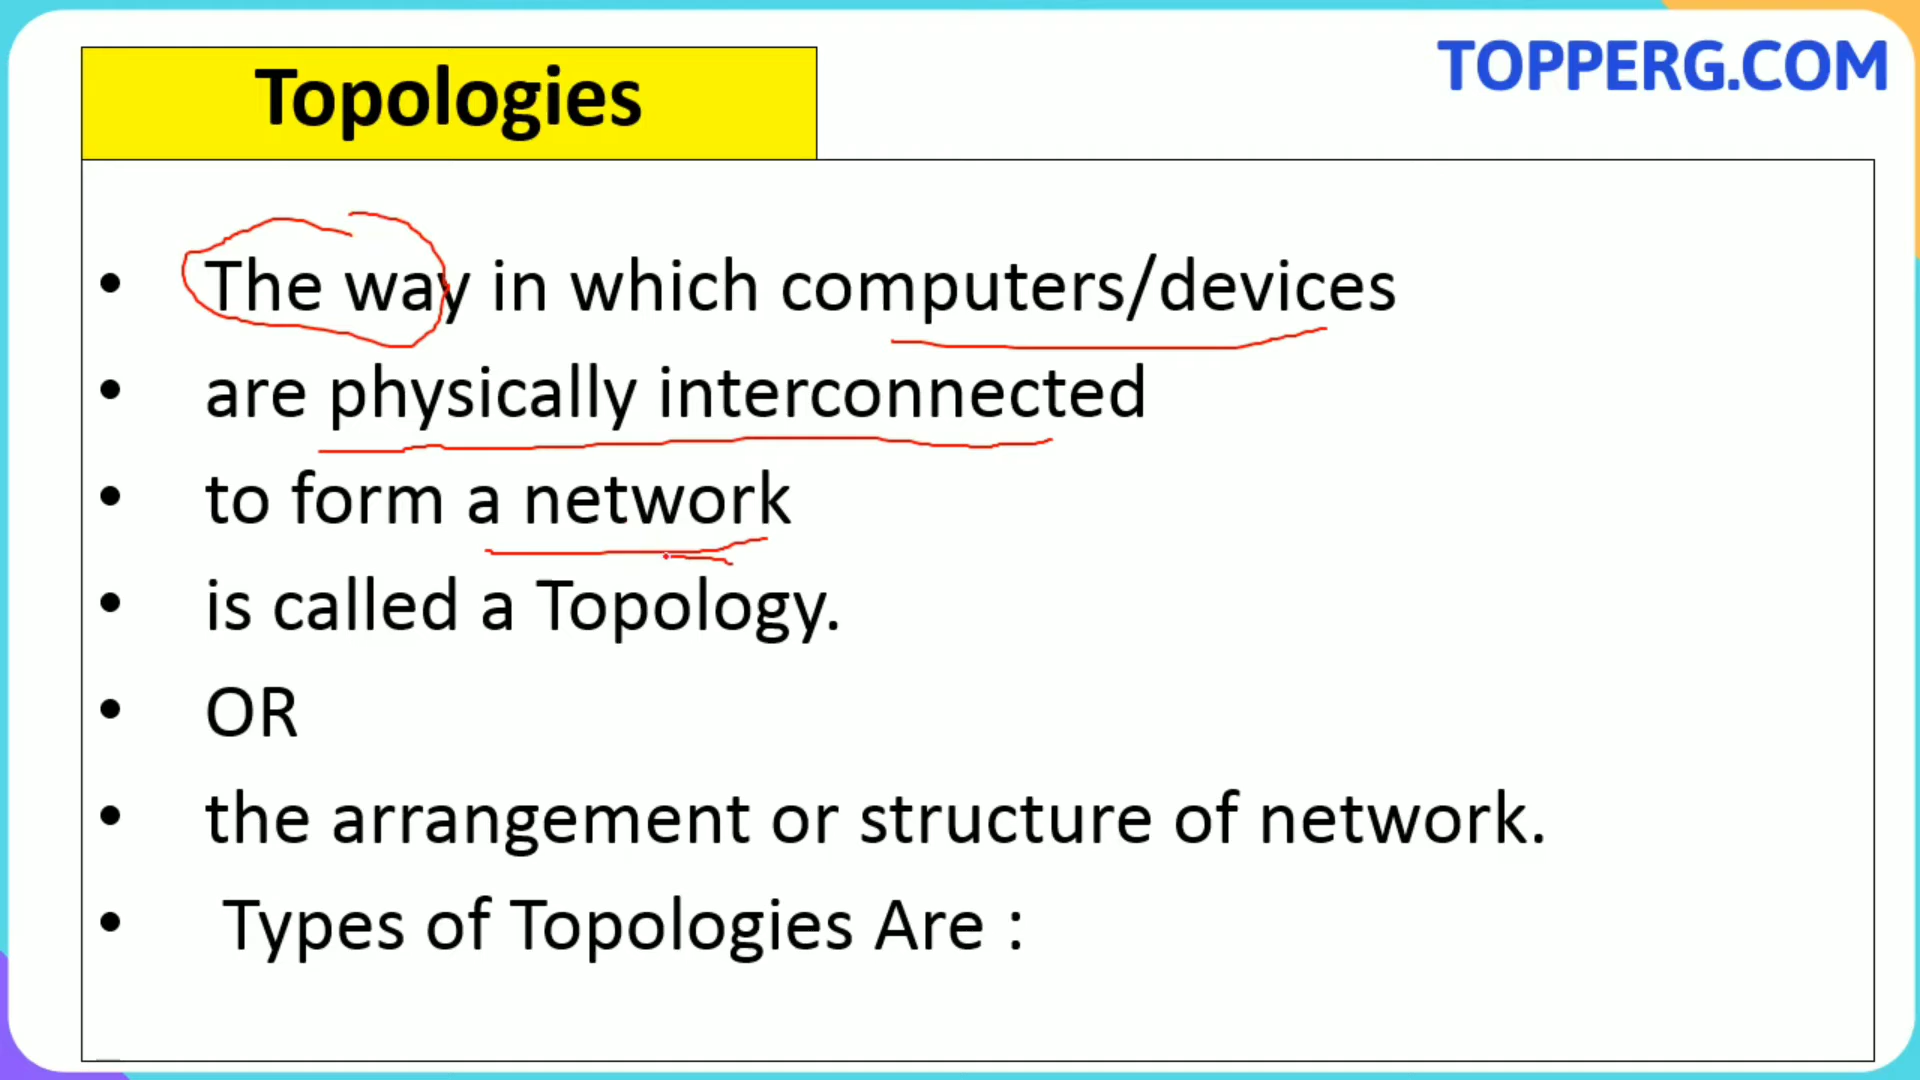 Topologies
TOPPERG.COM
• The way in which computers/devices
• are physically interconnected
• to form a network
• is called a Topology.
• OR
• the arrangement or structure of network.
• Types of Topologies Are :